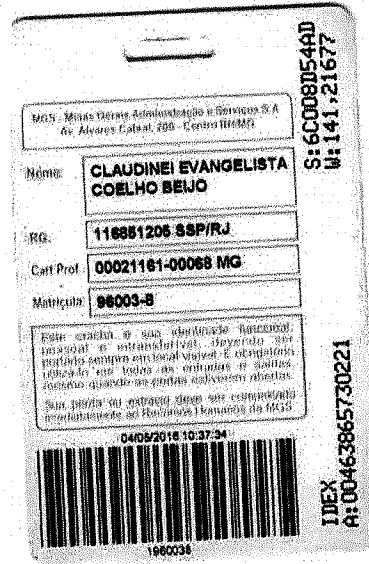 MGS - Minas Gerais Administração e Serviços S.A
Av. Álvares Cabral, 200 - Centro BH/MG
Nome: CLAUDINEI EVANGELISTA
COELHO BEIJO
RG. 116851205 SSP/RJ
Cart Prof 00021161-00068 MG
Matrícula 96003-8
Este crachá é sua identidade funcional,
pessoal e intransferível, devendo ser
portado sempre em local visível. É obrigatório
utilizá-lo em todas as entradas e saídas
mesmo quando as portas estiverem abertas.
Sua perda ou extravio deve ser comunicado
imediatamente ao Recursos Humanos da MGS
04/05/2016 10:37:34
1960038
S:6C0D8D54AD
W:141,21677
IDEX
A:00463865730221